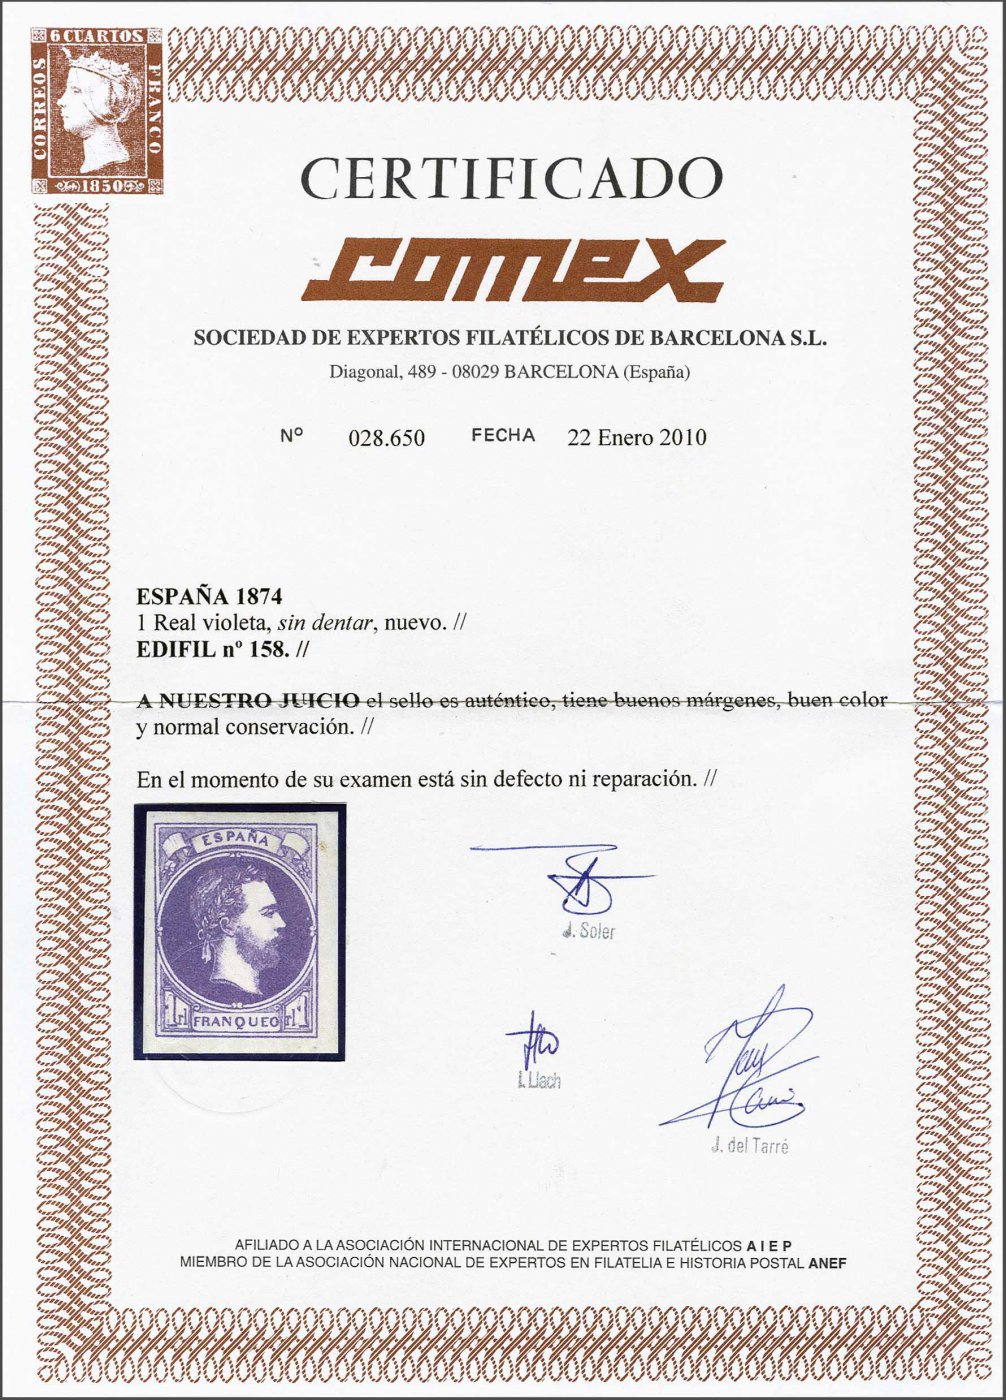 6 CUARTOS
CORREOS
FRANCO
1850
CERTIFICADO
comex
SOCIEDAD DE EXPERTOS FILATÉLICOS DE BARCELONA S.L.
Diagonal, 489 - 08029 BARCELONA (España)
Nº 028.650 FECHA 22 Enero 2010
ESPAÑA 1874
1 Real violeta, sin dentar, nuevo. //
EDIFIL nº 158. //
A NUESTRO JUICIO el sello es auténtico, tiene buenos márgenes, buen color
y normal conservación. //
En el momento de su examen está sin defecto ni reparación. //
ESPAÑA
1 rl FRANQUEO rl 1
J. Soler
I. Llach
J. del Tarré
AFILIADO A LA ASOCIACIÓN INTERNACIONAL DE EXPERTOS FILATÉLICOS A I E P
MIEMBRO DE LA ASOCIACIÓN NACIONAL DE EXPERTOS EN FILATELIA E HISTORIA POSTAL ANEF